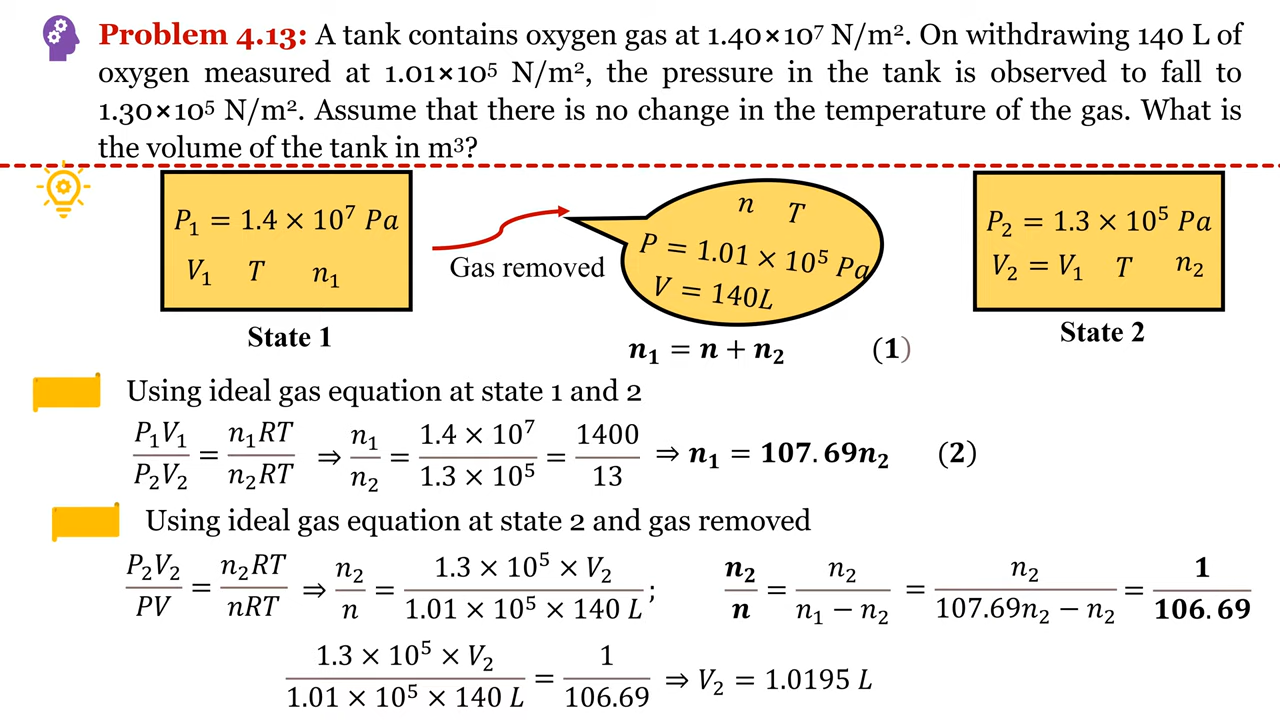 Problem 4.13: A tank contains oxygen gas at 1.40×10⁷ N/m². On withdrawing 140 L of
oxygen measured at 1.01×10⁵ N/m², the pressure in the tank is observed to fall to
1.30×10⁵ N/m². Assume that there is no change in the temperature of the gas. What is
the volume of the tank in m³?
P₁ = 1.4 × 10⁷ Pa
V₁ T n₁
State 1
Gas removed
n T
P = 1.01 × 10⁵ Pa
V = 140L
P₂ = 1.3 × 10⁵ Pa
V₂ = V₁ T n₂
State 2
n₁ = n + n₂ (1)
Using ideal gas equation at state 1 and 2
P₁V₁/P₂V₂ = n₁RT/n₂RT ⇒ n₁/n₂ = 1.4 × 10⁷/1.3 × 10⁵ = 1400/13 ⇒ n₁ = 107.69n₂ (2)
Using ideal gas equation at state 2 and gas removed
P₂V₂/PV = n₂RT/nRT ⇒ n₂/n = 1.3 × 10⁵ × V₂/1.01 × 10⁵ × 140 L ; n₂/n = n₂/n₁ − n₂ = n₂/107.69n₂ − n₂ = 1/106.69
1.3 × 10⁵ × V₂/1.01 × 10⁵ × 140 L = 1/106.69 ⇒ V₂ = 1.0195 L